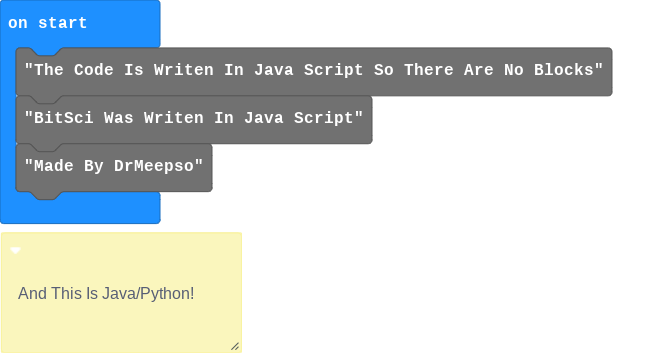 on start
"The Code Is Writen In Java Script So There Are No Blocks"
"BitSci Was Writen In Java Script"
"Made By DrMeepso"
And This Is Java/Python!